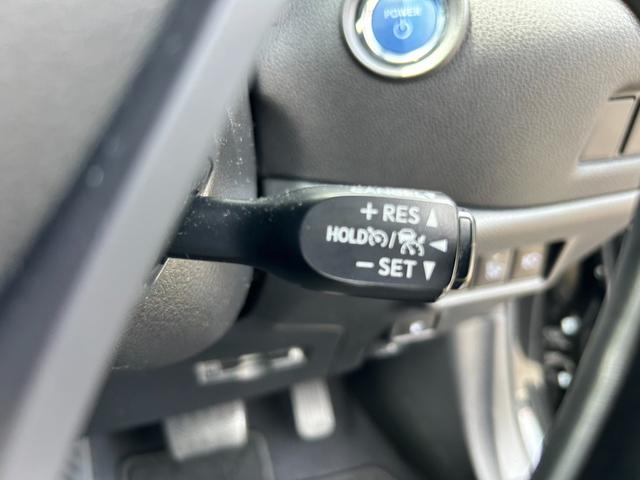 POWER
+ RES ▲
HOLD / ◄
− SET ▼